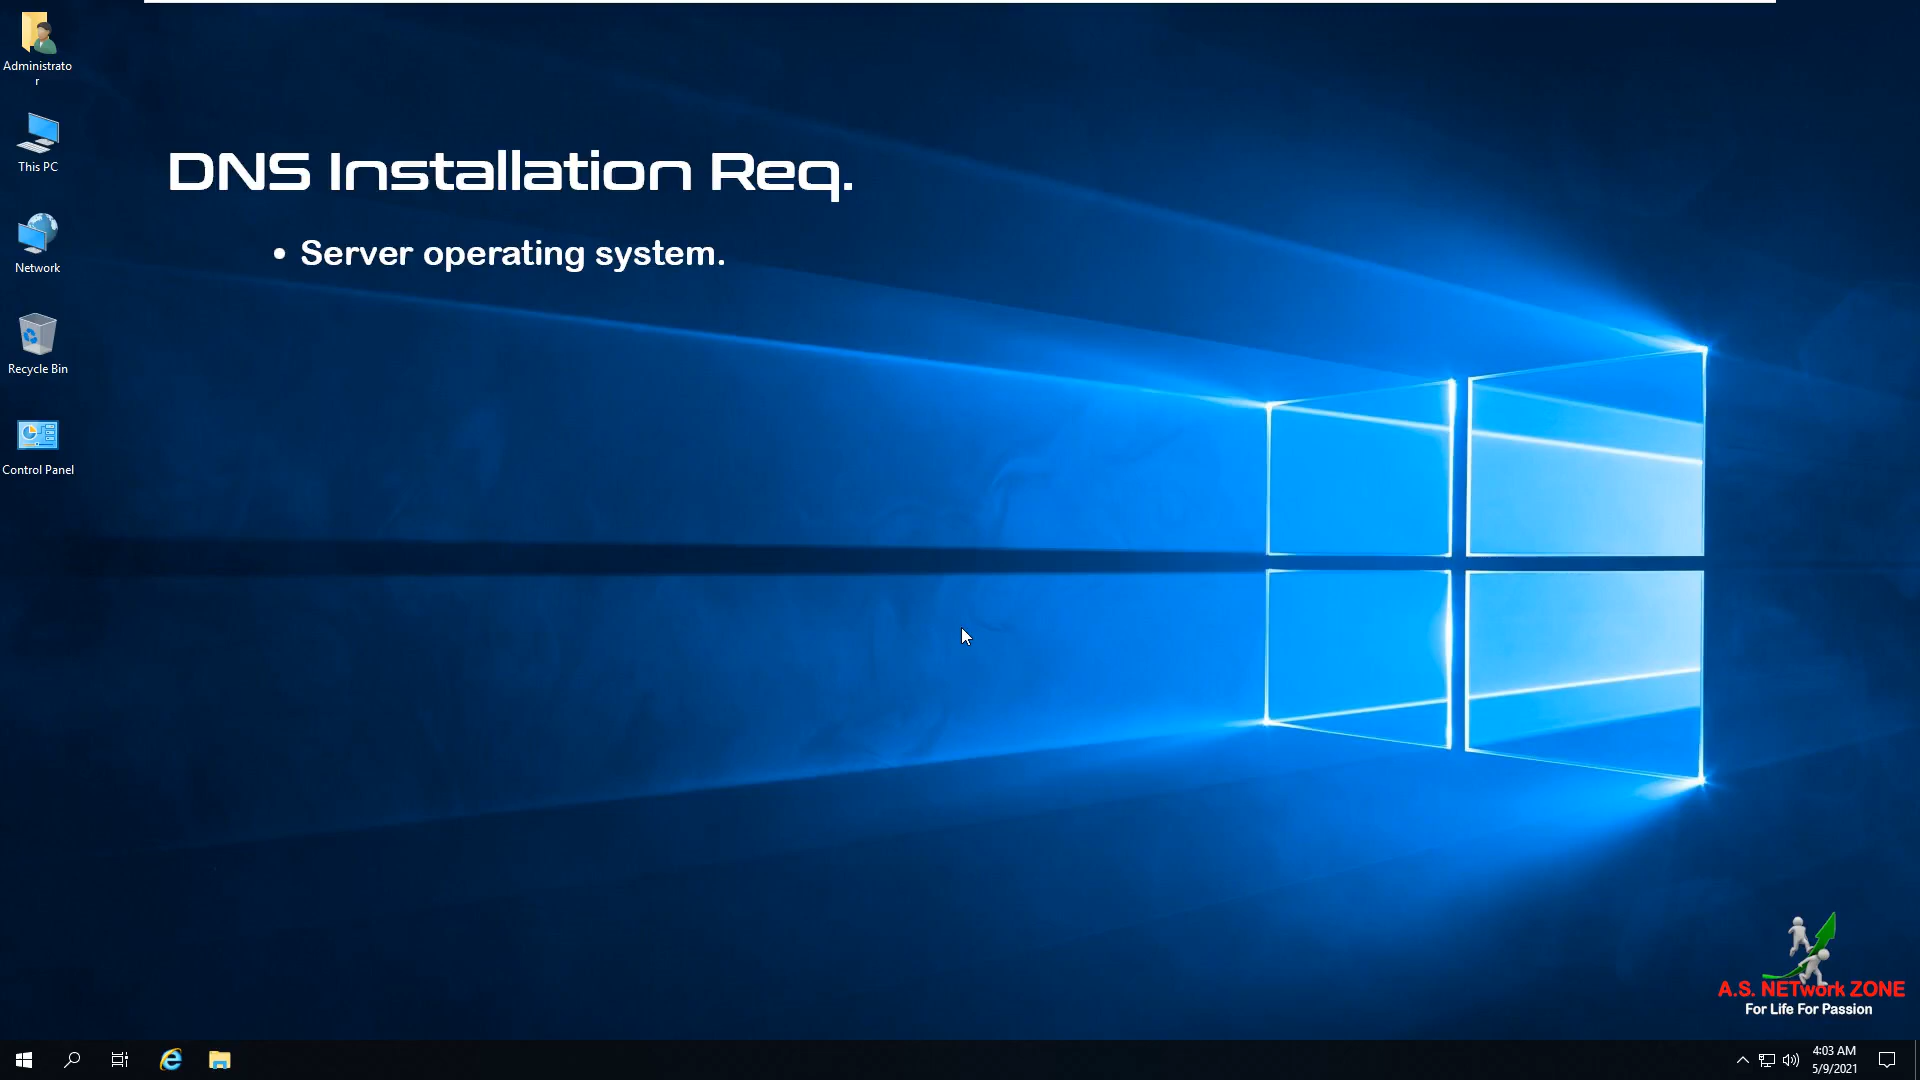 Administrato
r
This PC
Network
Recycle Bin
Control Panel
DNS Installation Req.
• Server operating system.
A.S. NETwork ZONE
For Life For Passion
4:03 AM
5/9/2021